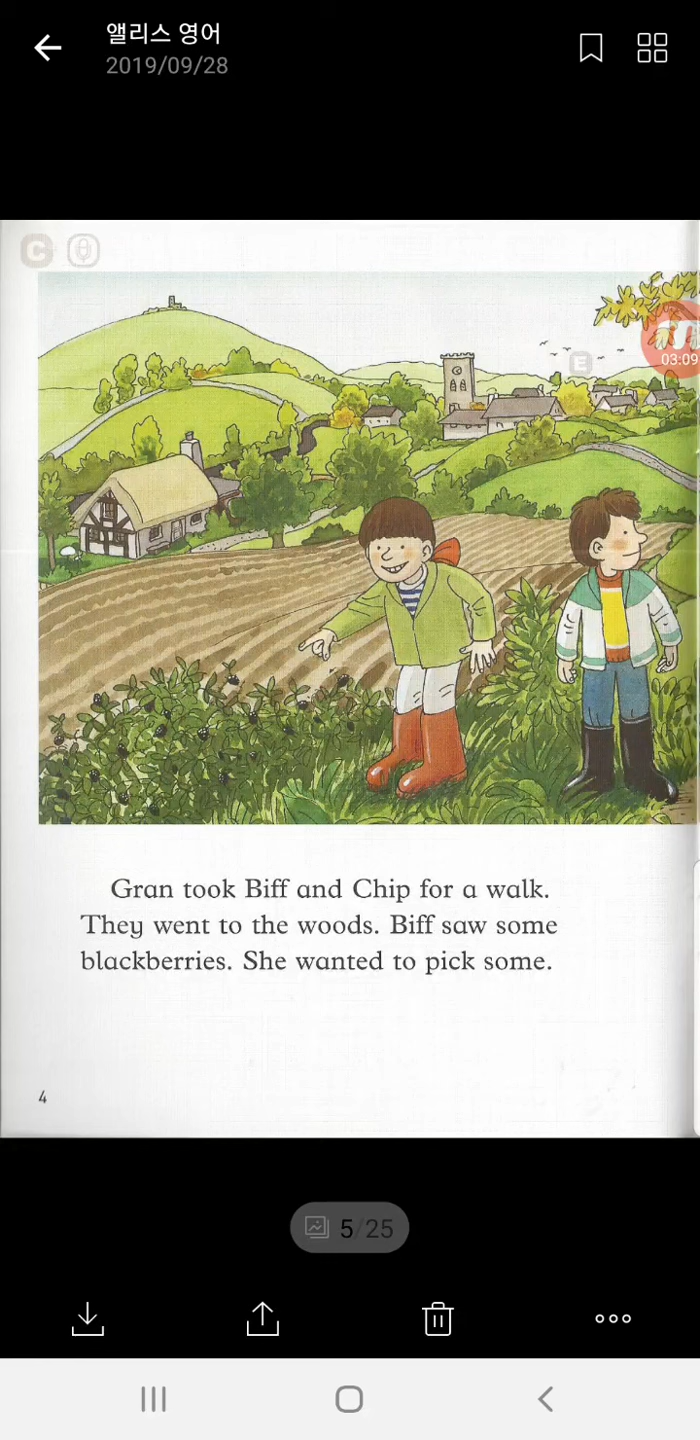 앨리스 영어
2019/09/28
C
E
03:09
Gran took Biff and Chip for a walk.
They went to the woods. Biff saw some
blackberries. She wanted to pick some.
4
5/25